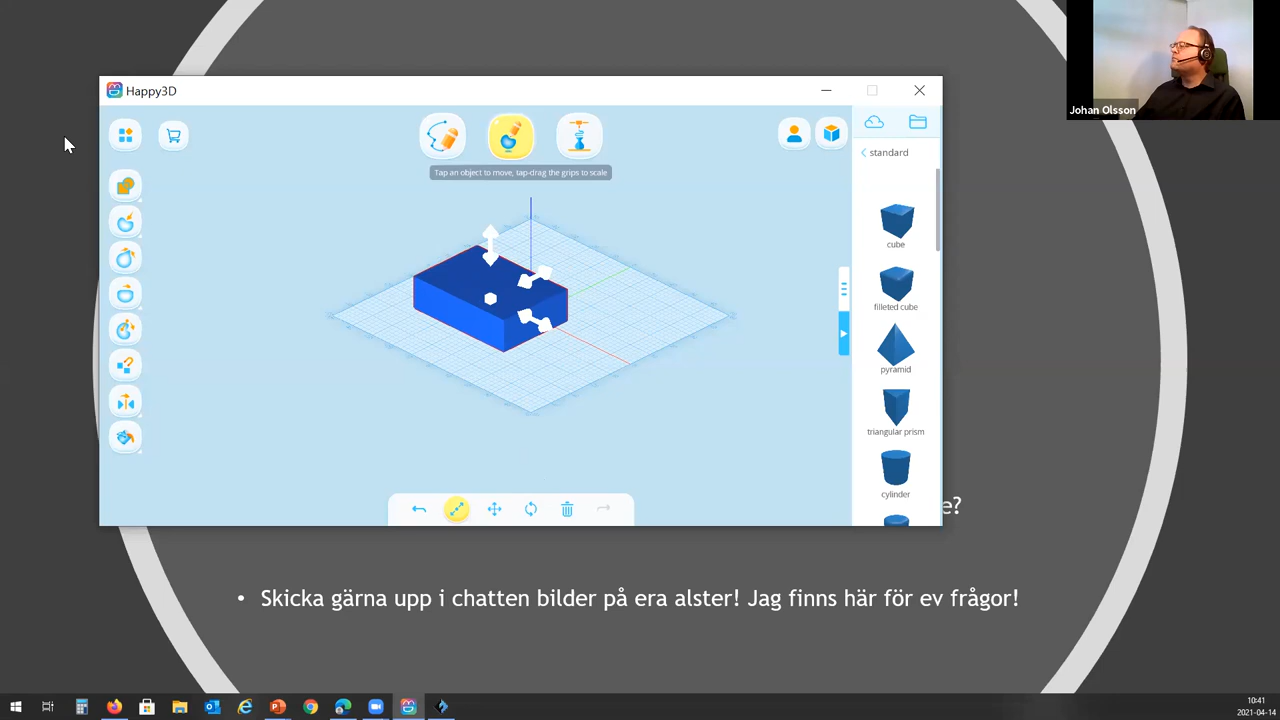 Happy3D
Johan Olsson
Tap an object to move, tap-drag the grips to scale
standard
cube
filleted cube
pyramid
triangular prism
cylinder
e?
• Skicka gärna upp i chatten bilder på era alster! Jag finns här för ev frågor!
10:41
2021-04-14